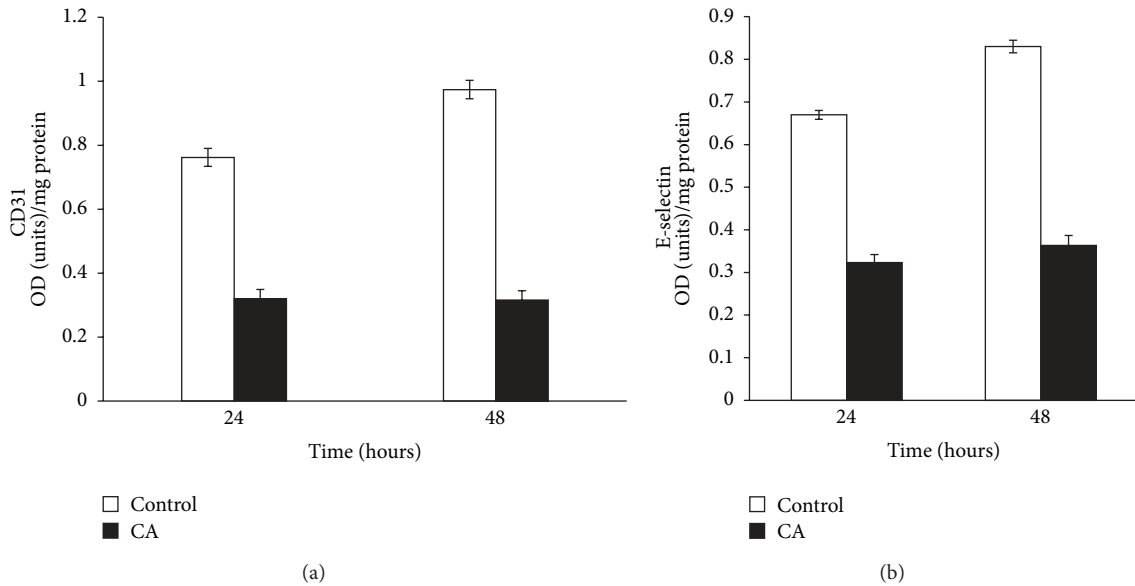 1.2
1
0.8
0.6
0.4
0.2
0
CD31
OD (units)/mg protein
24
48
Time (hours)
Control
CA
(a)
0.9
0.8
0.7
0.6
0.5
0.4
0.3
0.2
0.1
0
E-selectin
OD (units)/mg protein
24
48
Time (hours)
Control
CA
(b)